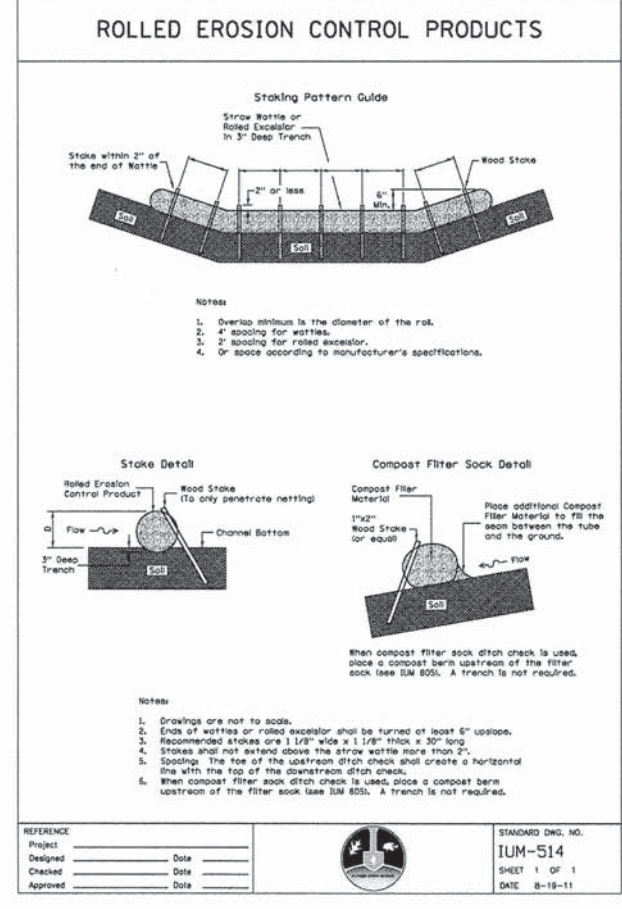 ROLLED EROSION CONTROL PRODUCTS
Staking Pattern Guide
Straw Wattle or
Rolled Excelsior
in 3" Deep Trench
Stake within 2" of
the end of Wattle
Wood Stake
2" or less
6"
Min.
Soil
Soil
Soil
Notes:
1. Overlap minimum is the diameter of the roll.
2. 4' spacing for wattles.
3. 2' spacing for rolled excelsior.
4. Or space according to manufacturer's specifications.
Stake Detail
Rolled Erosion
Control Product
Wood Stake
(To only penetrate netting)
D
Flow
Channel Bottom
3" Deep
Trench
Soil
Compost Filter Sock Detail
Compost Filler
Material
1"x2"
Wood Stake
(or equal)
Place additional Compost
Filler Material to fill the
seam between the tube
and the ground.
Flow
Soil
When compost filter sock ditch check is used,
place a compost berm upstream of the filter
sock (see IUM 805). A trench is not required.
Notes:
1. Drawings are not to scale.
2. Ends of wattles or rolled excelsior shall be turned at least 6" upslope.
3. Recommended stakes are 1 1/8" wide x 1 1/8" thick x 30" long
4. Stakes shall not extend above the straw wattle more than 2".
5. Spacing: The toe of the upstream ditch check shall create a horizontal
line with the top of the downstream ditch check.
6. When compost filter sock ditch check is used, place a compost berm
upstream of the filter sock (see IUM 805). A trench is not required.
REFERENCE
Project
Designed Date
Checked Date
Approved Date
STANDARD DWG. NO.
IUM-514
SHEET 1 OF 1
DATE 8-19-11